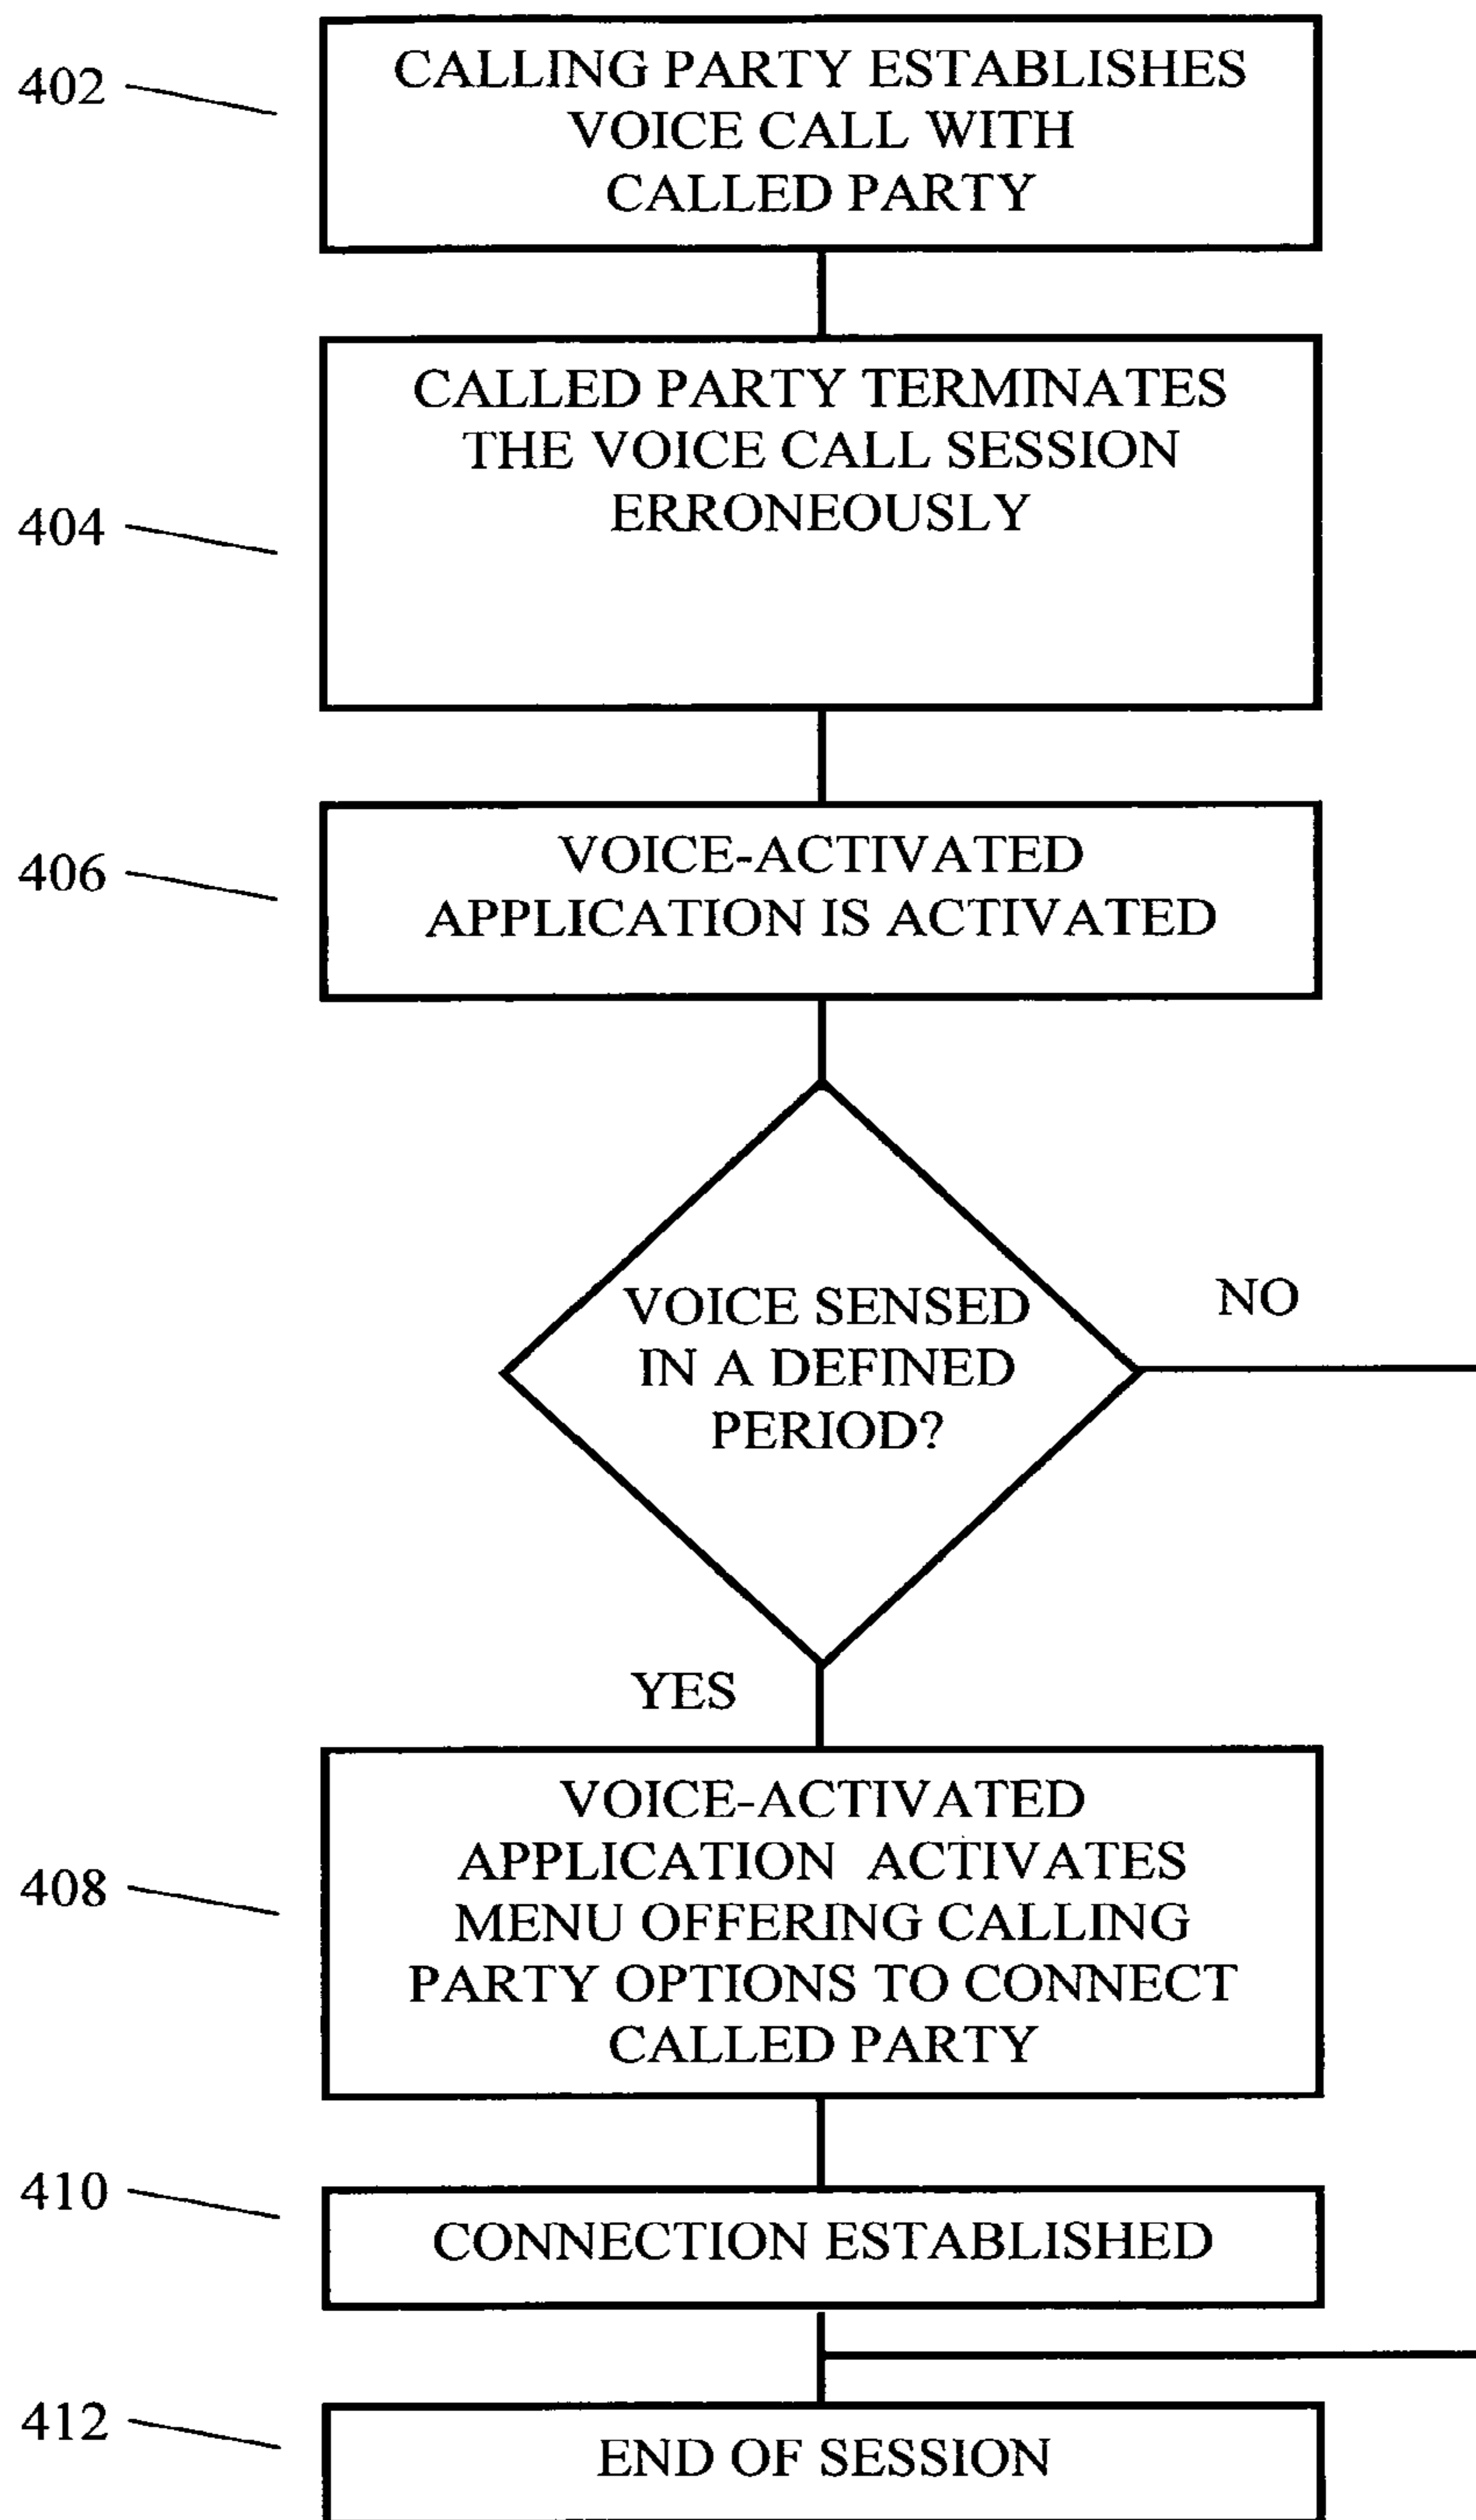 402
CALLING PARTY ESTABLISHES
VOICE CALL WITH
CALLED PARTY
404
CALLED PARTY TERMINATES
THE VOICE CALL SESSION
ERRONEOUSLY
406
VOICE-ACTIVATED
APPLICATION IS ACTIVATED
VOICE SENSED
IN A DEFINED
PERIOD?
NO
YES
408
VOICE-ACTIVATED
APPLICATION ACTIVATES
MENU OFFERING CALLING
PARTY OPTIONS TO CONNECT
CALLED PARTY
410
CONNECTION ESTABLISHED
412
END OF SESSION